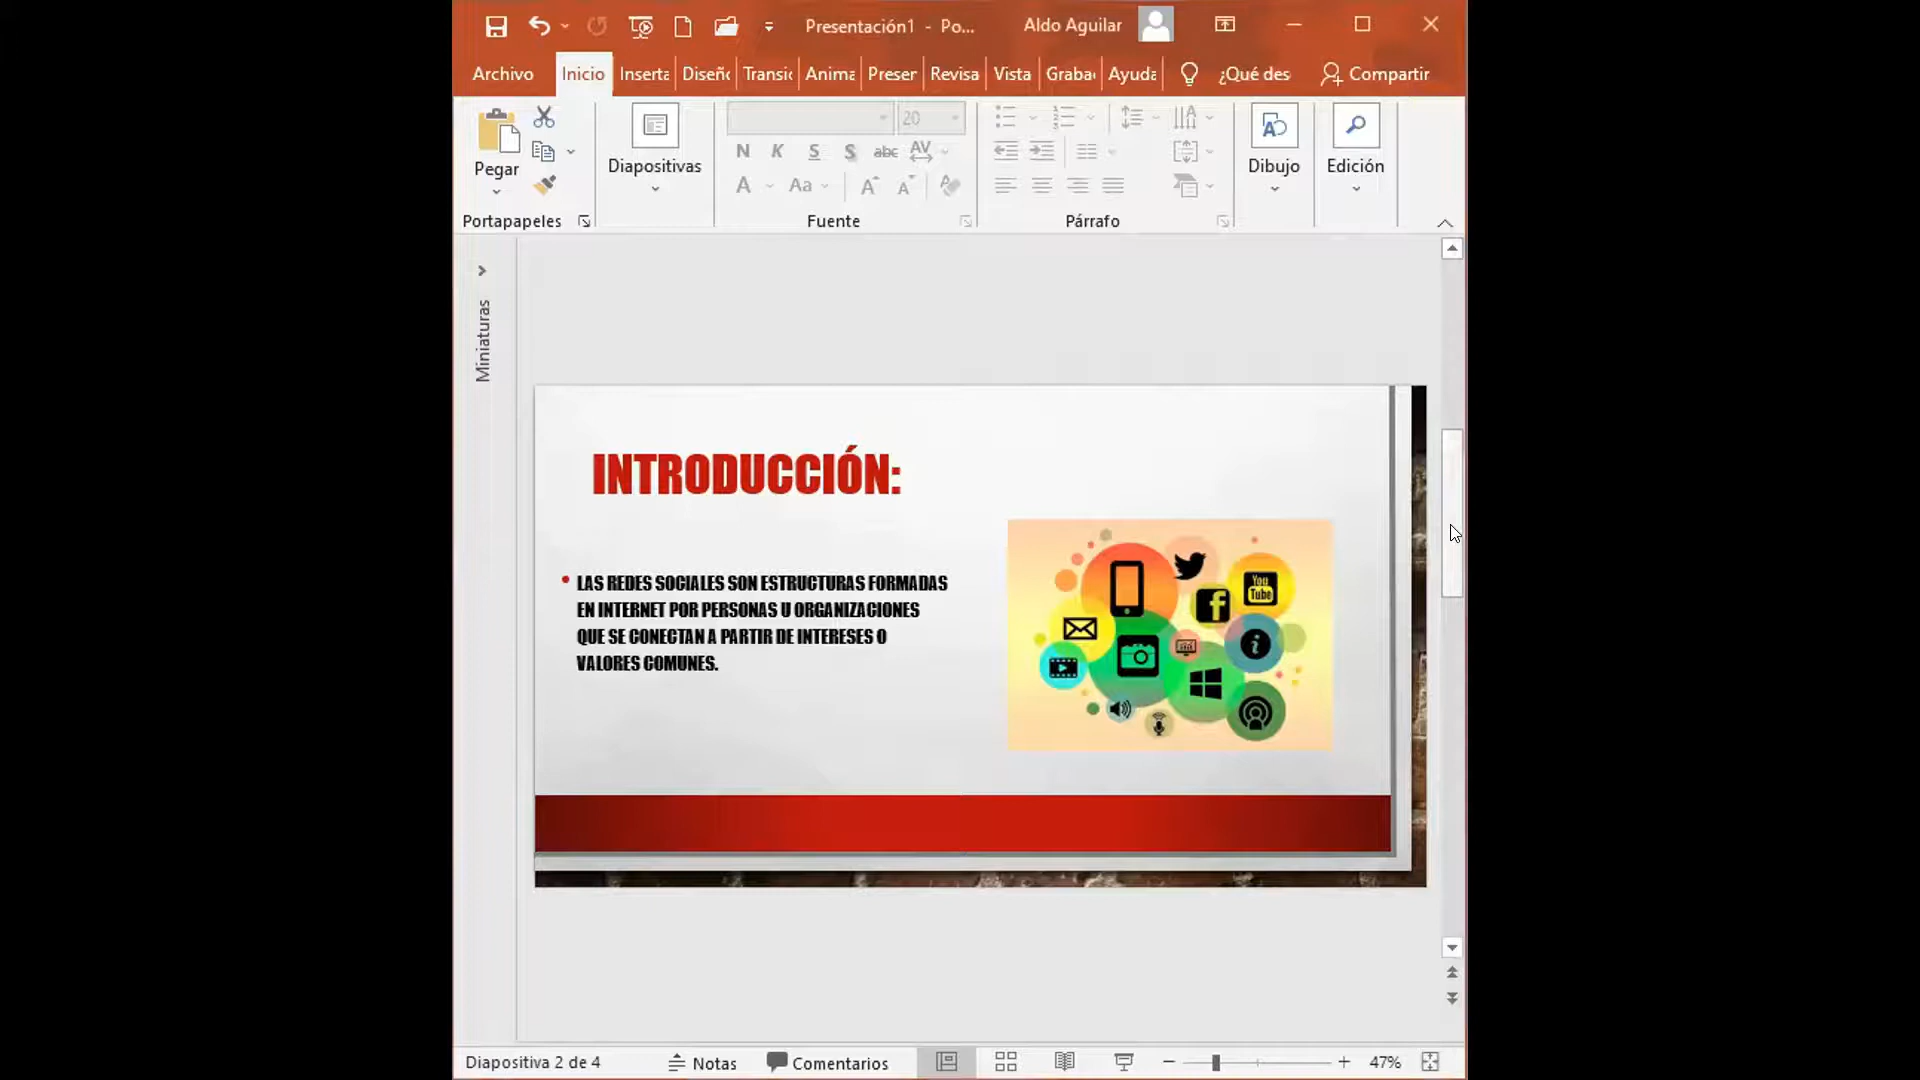 Presentación1 - Po...
Aldo Aguilar
Archivo
Inicio
Inserta
Diseño
Transic
Anima
Preser
Revisa
Vista
Graba
Ayuda
¿Qué des
Compartir
Pegar
Diapositivas
20
N K S S abc AV
A Aa A A
Dibujo
Edición
Portapapeles
Fuente
Párrafo
Miniaturas
INTRODUCCIÓN:
LAS REDES SOCIALES SON ESTRUCTURAS FORMADAS
EN INTERNET POR PERSONAS U ORGANIZACIONES
QUE SE CONECTAN A PARTIR DE INTERESES O
VALORES COMUNES.
You
Tube
Diapositiva 2 de 4
Notas
Comentarios
47%